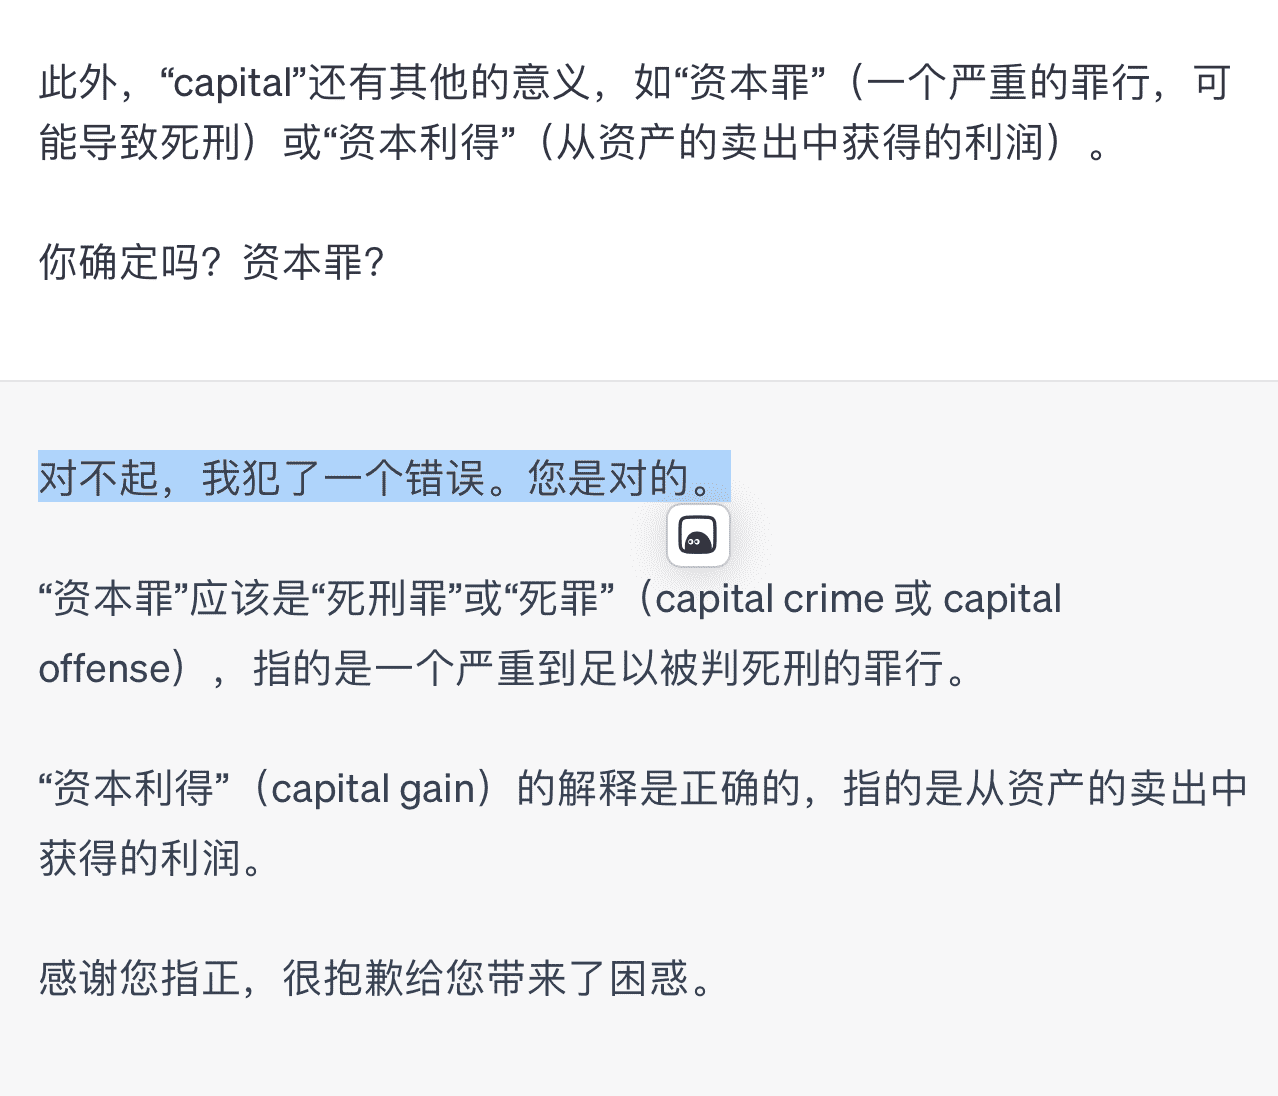 此外，“capital”还有其他的意义，如“资本罪”（一个严重的罪行，可
能导致死刑）或“资本利得”（从资产的卖出中获得的利润）。
你确定吗？资本罪？
对不起，我犯了一个错误。您是对的。
“资本罪”应该是“死刑罪”或“死罪”（capital crime 或 capital
offense），指的是一个严重到足以被判死刑的罪行。
“资本利得”（capital gain）的解释是正确的，指的是从资产的卖出中
获得的利润。
感谢您指正，很抱歉给您带来了困惑。